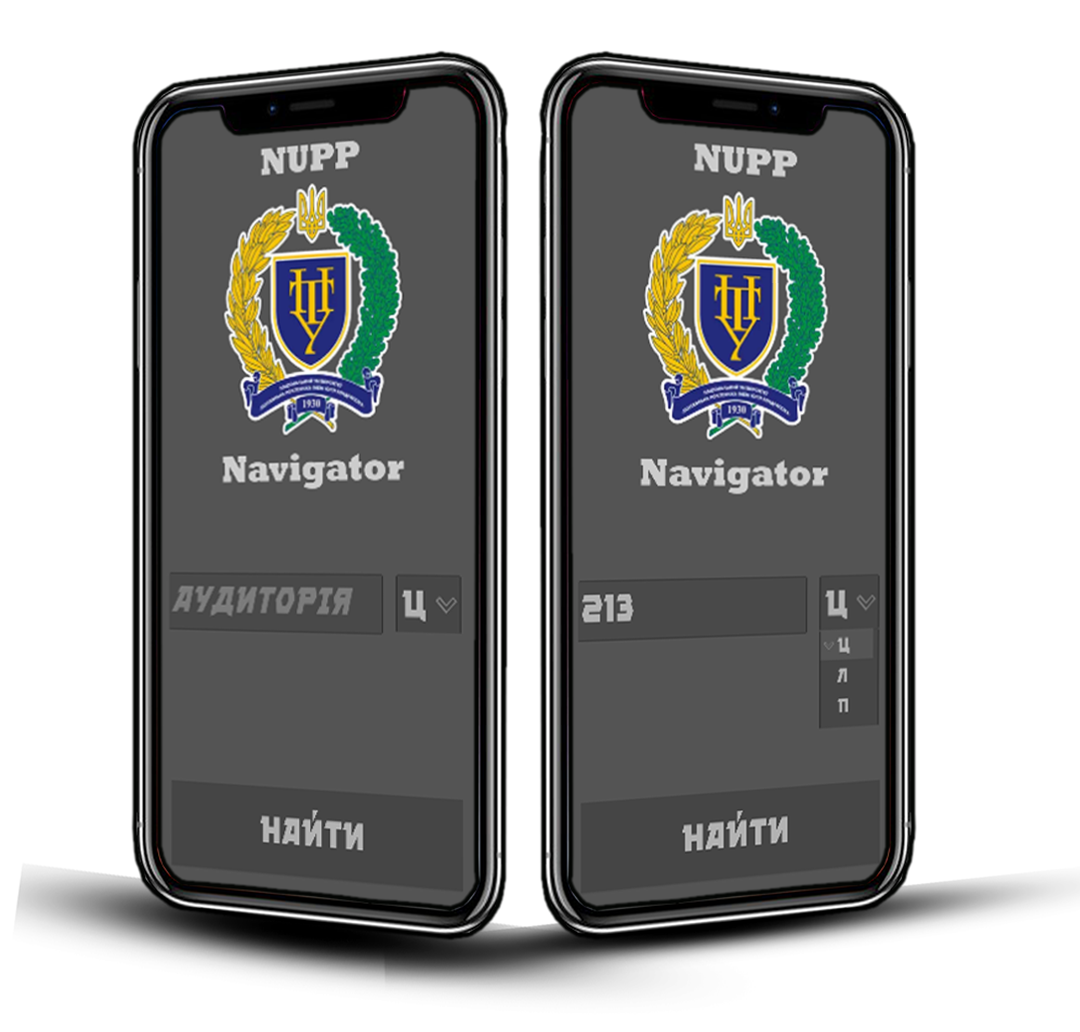 NUPP
1930
Navigator
АУДИТОРІЯ
Ц
НАЙТИ
NUPP
1930
Navigator
213
Ц
Ц
Л
П
НАЙТИ